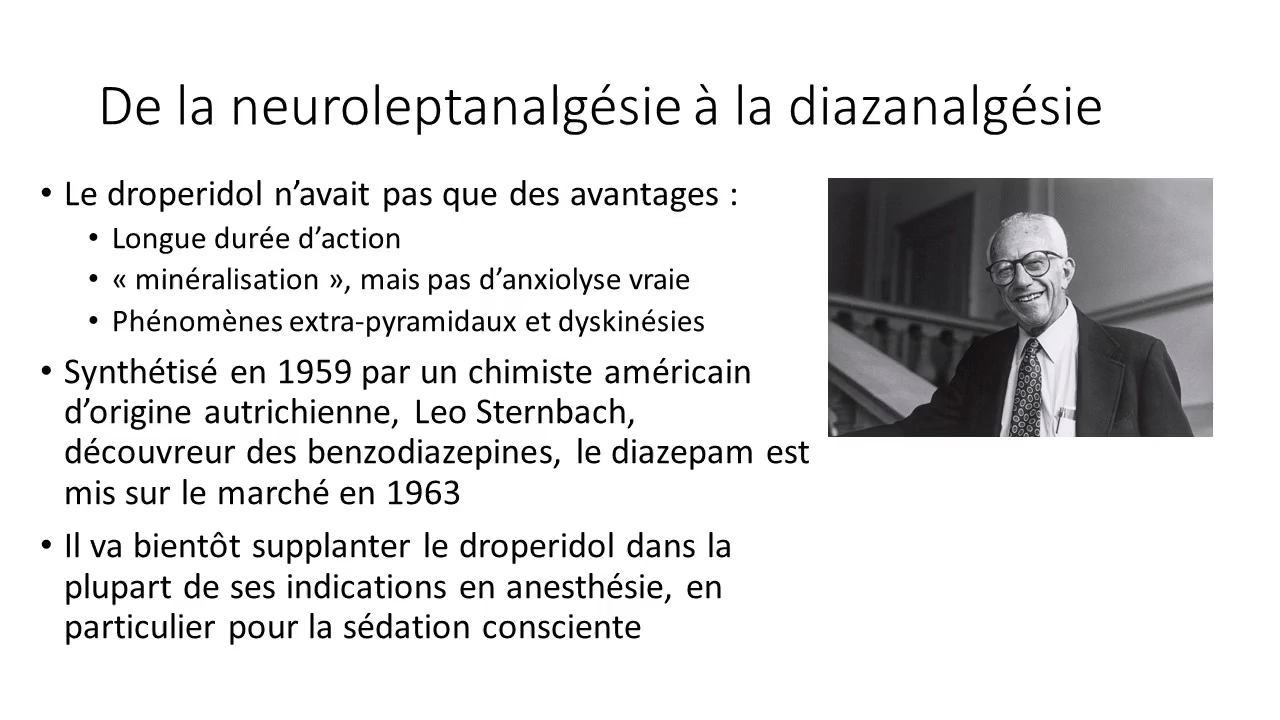 De la neuroleptanalgésie à la diazanalgésie
• Le droperidol n’avait pas que des avantages :
• Longue durée d’action
• « minéralisation », mais pas d’anxiolyse vraie
• Phénomènes extra-pyramidaux et dyskinésies
• Synthétisé en 1959 par un chimiste américain
d’origine autrichienne, Leo Sternbach,
découvreur des benzodiazepines, le diazepam est
mis sur le marché en 1963
• Il va bientôt supplanter le droperidol dans la
plupart de ses indications en anesthésie, en
particulier pour la sédation consciente